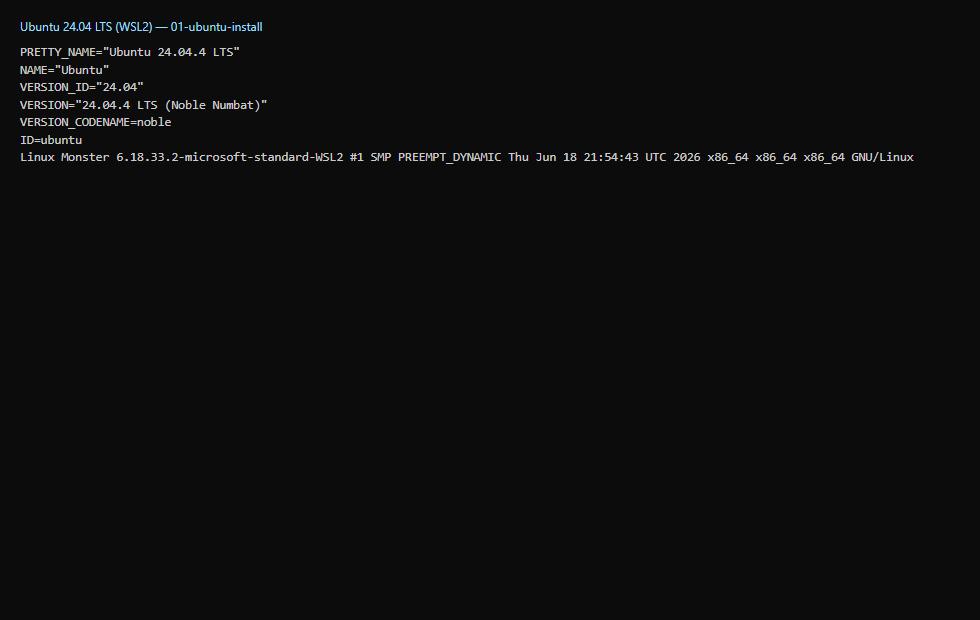 Ubuntu 24.04 LTS (WSL2) — 01-ubuntu-install
PRETTY_NAME="Ubuntu 24.04.4 LTS"
NAME="Ubuntu"
VERSION_ID="24.04"
VERSION="24.04.4 LTS (Noble Numbat)"
VERSION_CODENAME=noble
ID=ubuntu
Linux Monster 6.18.33.2-microsoft-standard-WSL2 #1 SMP PREEMPT_DYNAMIC Thu Jun 18 21:54:43 UTC 2026 x86_64 x86_64 x86_64 GNU/Linux